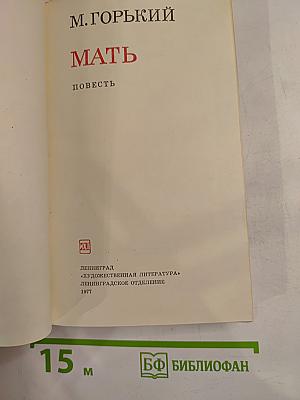 М. ГОРЬКИЙ
МАТЬ
ПОВЕСТЬ
ЛЕНИНГРАД
«ХУДОЖЕСТВЕННАЯ ЛИТЕРАТУРА»
ЛЕНИНГРАДСКОЕ ОТДЕЛЕНИЕ
1977
15 м
БФ БИБЛИОФАН